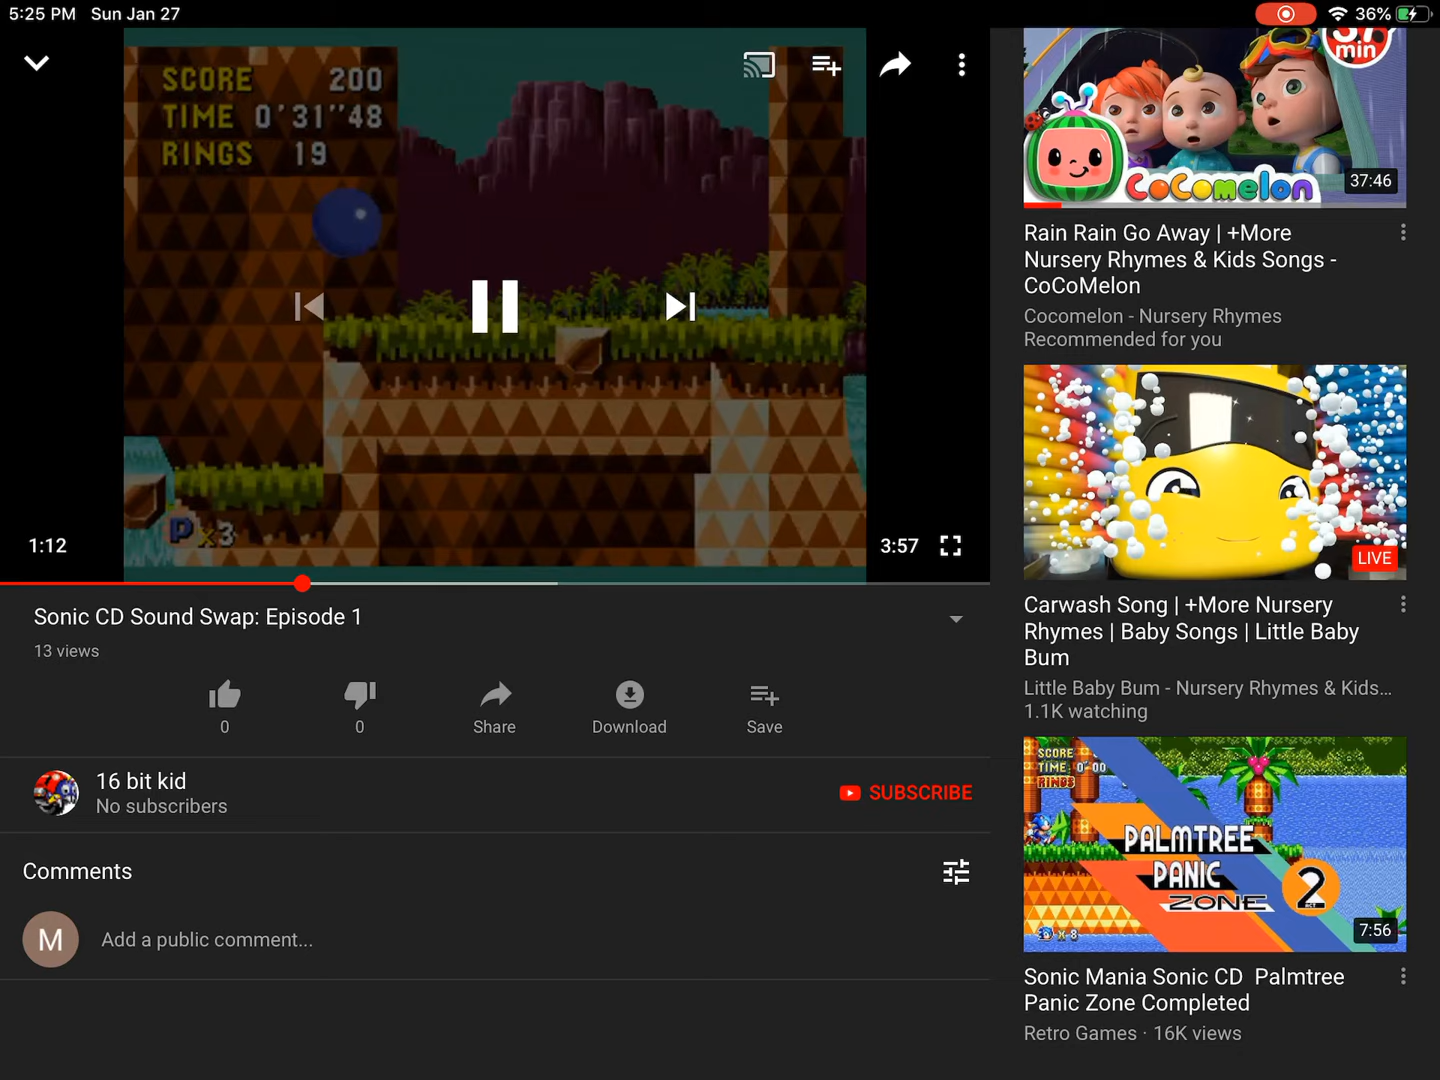 5:25 PM Sun Jan 27
36%
SCORE 200
TIME 0'31"48
RINGS 19
P x3
1:12
3:57
Sonic CD Sound Swap: Episode 1
13 views
0
0
Share
Download
Save
16 bit kid
No subscribers
SUBSCRIBE
Comments
M
Add a public comment...
37
min
CoComelon
37:46
Rain Rain Go Away | +More
Nursery Rhymes & Kids Songs -
CoCoMelon
Cocomelon - Nursery Rhymes
Recommended for you
LIVE
Carwash Song | +More Nursery
Rhymes | Baby Songs | Little Baby
Bum
Little Baby Bum - Nursery Rhymes & Kids...
1.1K watching
SCORE
TIME 0:00
RINGS
PALMTREE
PANIC
ZONE
ACT 2
x 8
7:56
Sonic Mania Sonic CD Palmtree
Panic Zone Completed
Retro Games · 16K views